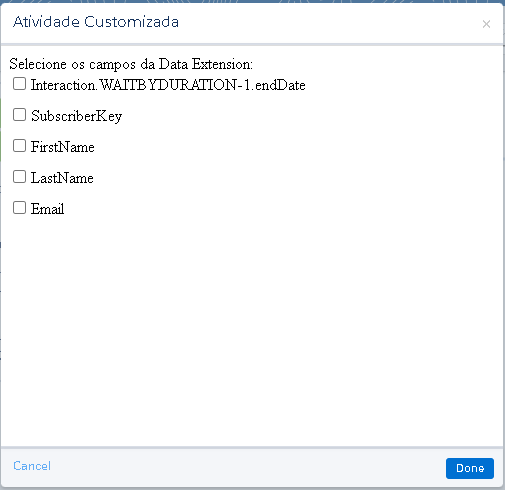 Atividade Customizada
×
Selecione os campos da Data Extension:
Interaction.WAITBYDURATION-1.endDate
SubscriberKey
FirstName
LastName
Email
Cancel
Done